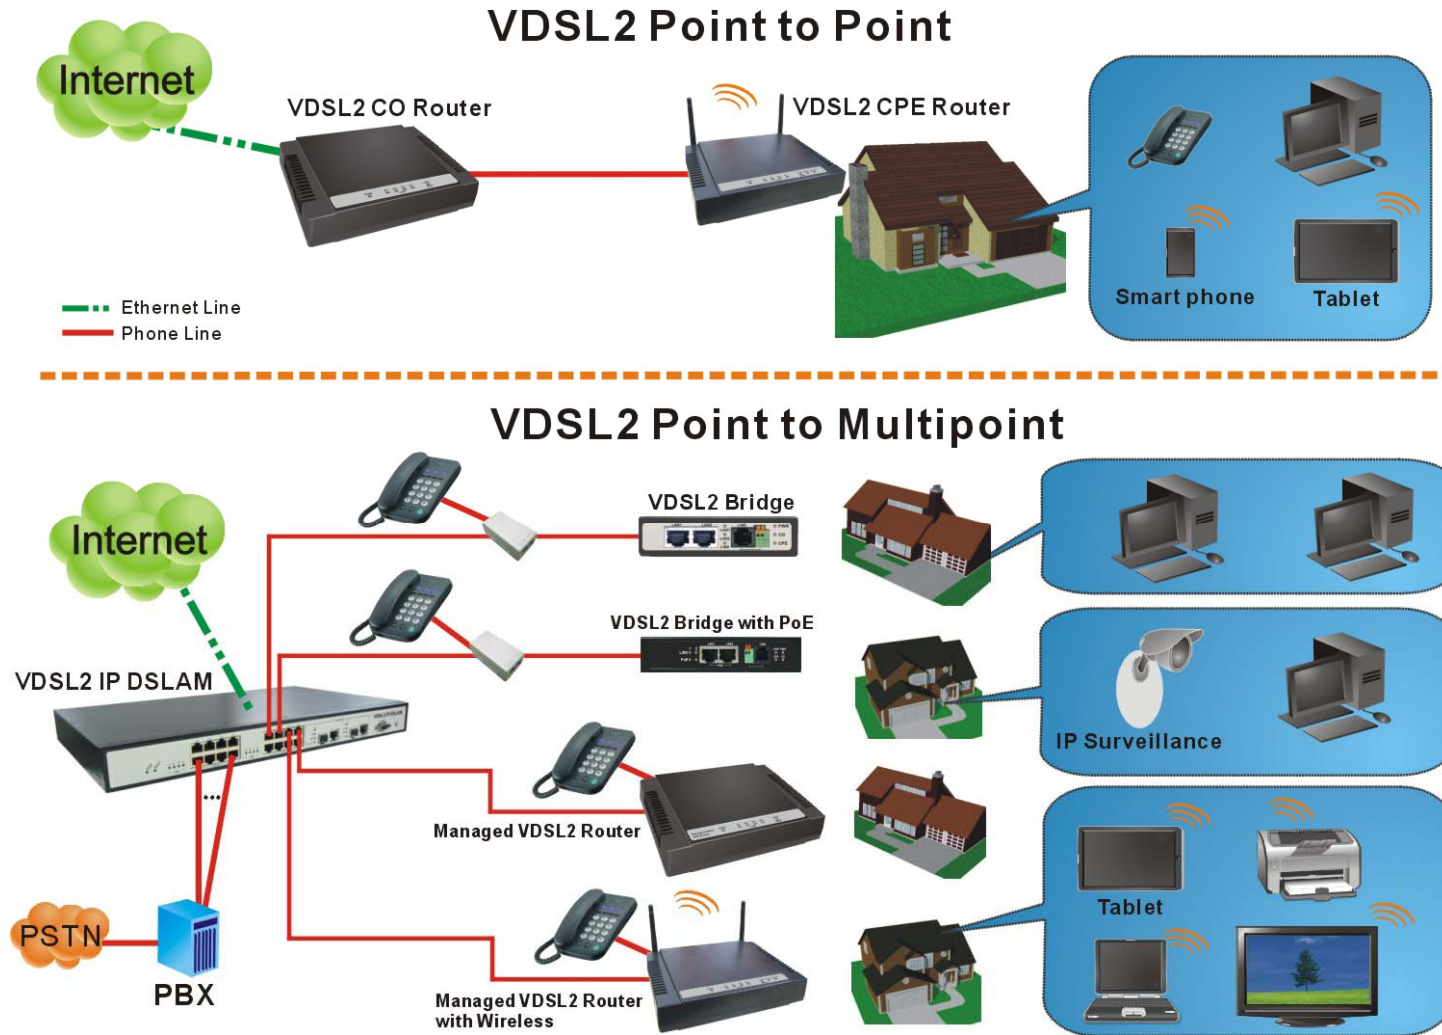 VDSL2 Point to Point
Internet
VDSL2 CO Router
VDSL2 CPE Router
Smart phone
Tablet
Ethernet Line
Phone Line
VDSL2 Point to Multipoint
Internet
VDSL2 Bridge
VDSL2 Bridge with PoE
VDSL2 IP DSLAM
IP Surveillance
Managed VDSL2 Router
Tablet
PSTN
PBX
Managed VDSL2 Router
with Wireless